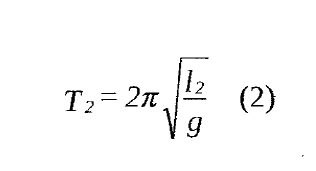 T₂ = 2π√(l₂/g) (2)